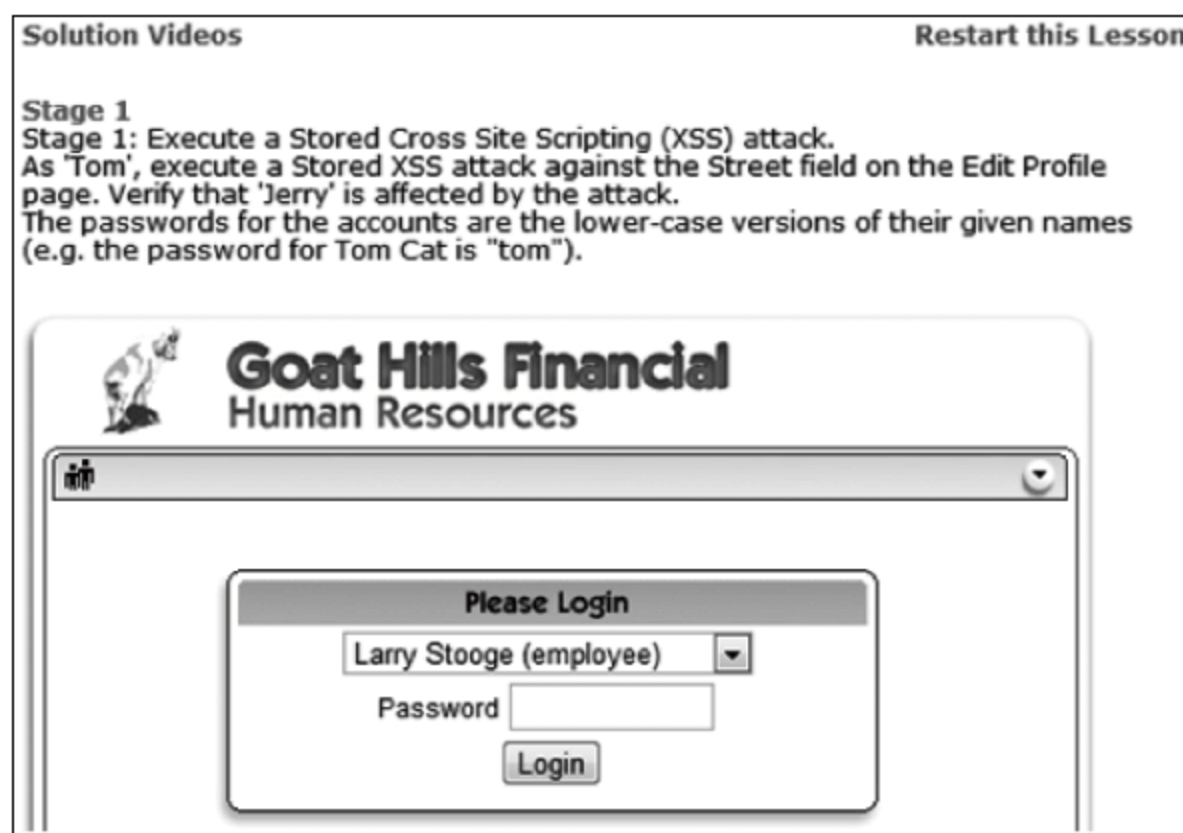 Solution Videos
Restart this Lesson
Stage 1
Stage 1: Execute a Stored Cross Site Scripting (XSS) attack.
As 'Tom', execute a Stored XSS attack against the Street field on the Edit Profile
page. Verify that 'Jerry' is affected by the attack.
The passwords for the accounts are the lower-case versions of their given names
(e.g. the password for Tom Cat is "tom").
Goat Hills Financial
Human Resources
Please Login
Larry Stooge (employee)
Password
Login